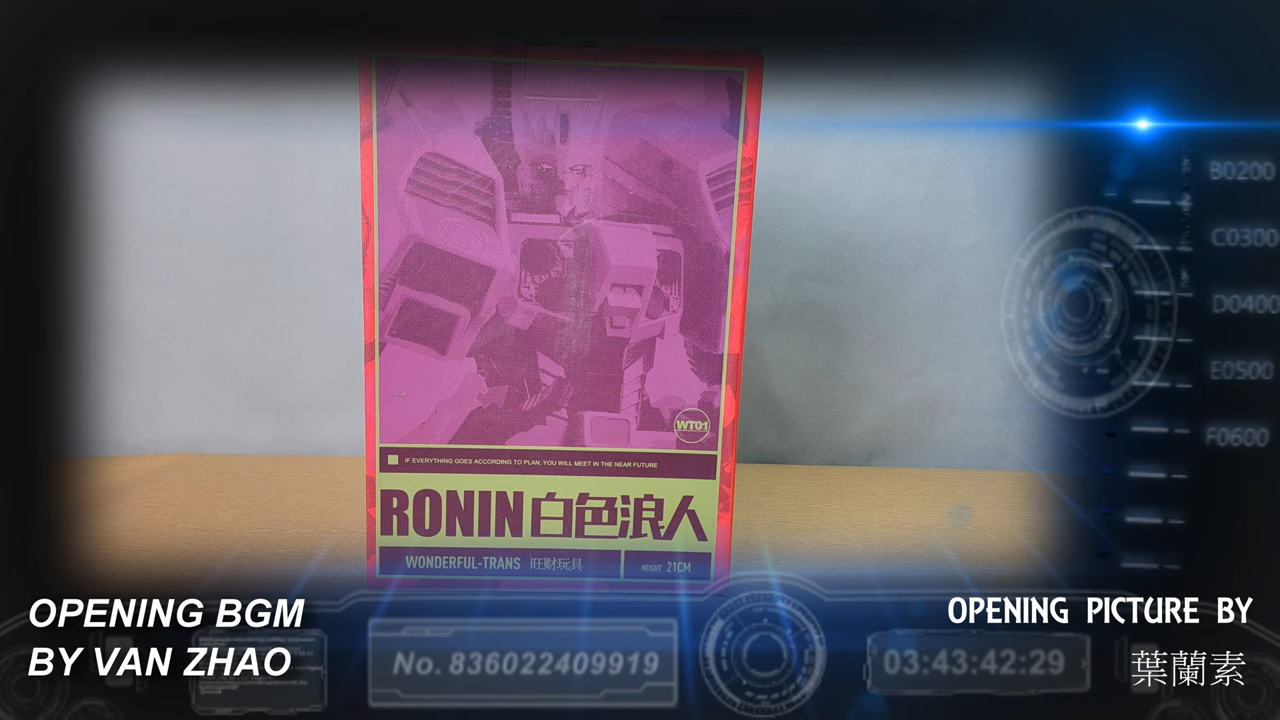 B0200
C0300
D0400
E0500
F0600
WT01
IF EVERYTHING GOES ACCORDING TO PLAN, YOU WILL MEET IN THE NEAR FUTURE
RONIN白色浪人
WONDERFUL-TRANS 旺财玩具
HEIGHT 21CM
OPENING BGM
BY VAN ZHAO
No. 836022409919
03:43:42:29
OPENING PICTURE BY
葉蘭素